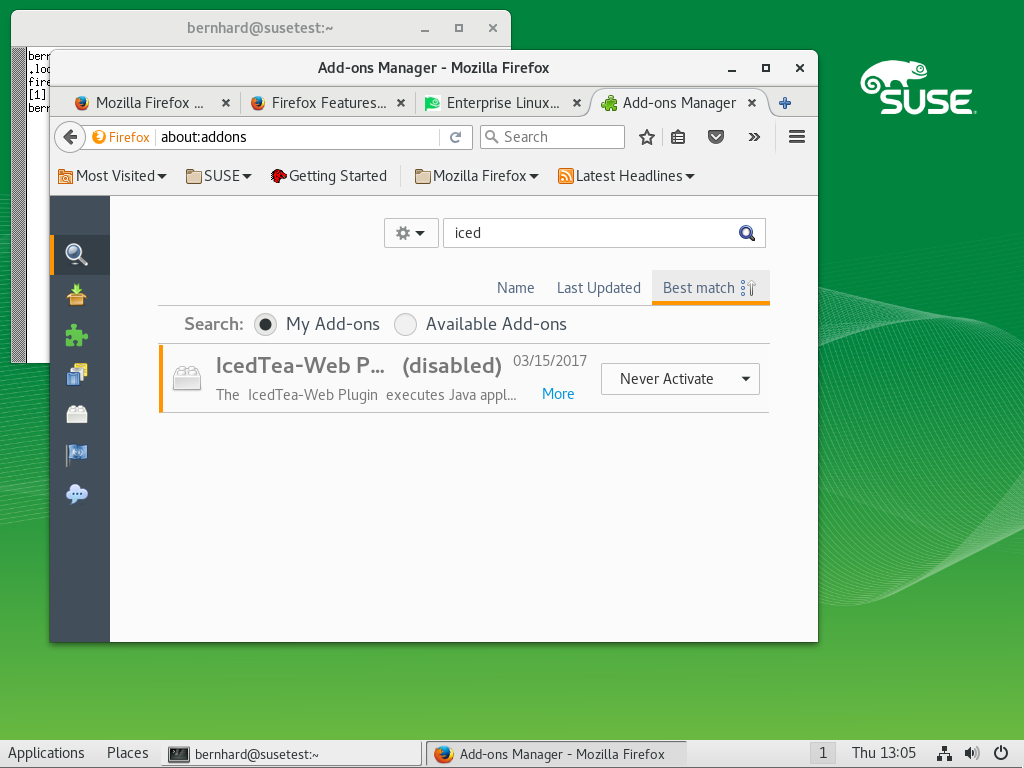 bernhard@susetest:~
bern
.loc
fire
[1]
bern
Add-ons Manager - Mozilla Firefox
Mozilla Firefox ...
Firefox Features...
Enterprise Linux...
Add-ons Manager
Firefox
about:addons
Search
Most Visited
SUSE
Getting Started
Mozilla Firefox
Latest Headlines
iced
Name
Last Updated
Best match
Search:
My Add-ons
Available Add-ons
IcedTea-Web P... (disabled)
03/15/2017
The IcedTea-Web Plugin executes Java appl...
More
Never Activate
SUSE
Applications
Places
bernhard@susetest:~
Add-ons Manager - Mozilla Firefox
1
Thu 13:05